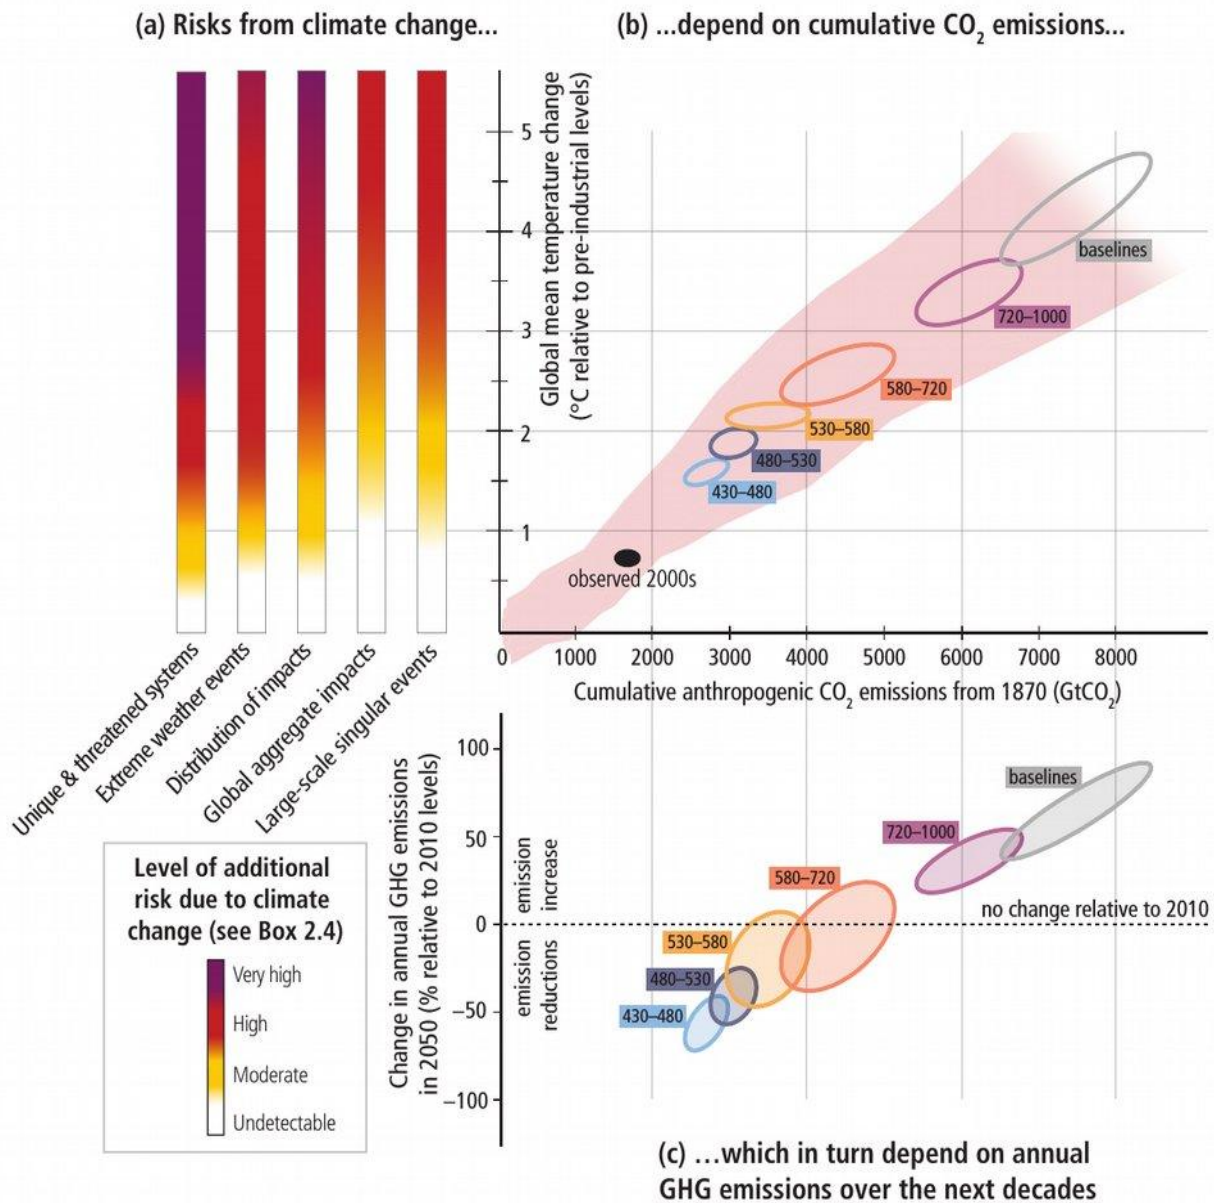 (a) Risks from climate change...
(b) ...depend on cumulative CO₂ emissions...
Global mean temperature change
(°C relative to pre-industrial levels)
5
4
3
2
1
baselines
720–1000
580–720
530–580
480–530
430–480
observed 2000s
0
1000
2000
3000
4000
5000
6000
7000
8000
Cumulative anthropogenic CO₂ emissions from 1870 (GtCO₂)
Unique & threatened systems
Extreme weather events
Distribution of impacts
Global aggregate impacts
Large-scale singular events
Level of additional
risk due to climate
change (see Box 2.4)
Very high
High
Moderate
Undetectable
Change in annual GHG emissions
in 2050 (% relative to 2010 levels)
100
50
0
–50
–100
emission
increase
emission
reductions
baselines
720–1000
580–720
no change relative to 2010
530–580
480–530
430–480
(c) ...which in turn depend on annual
GHG emissions over the next decades